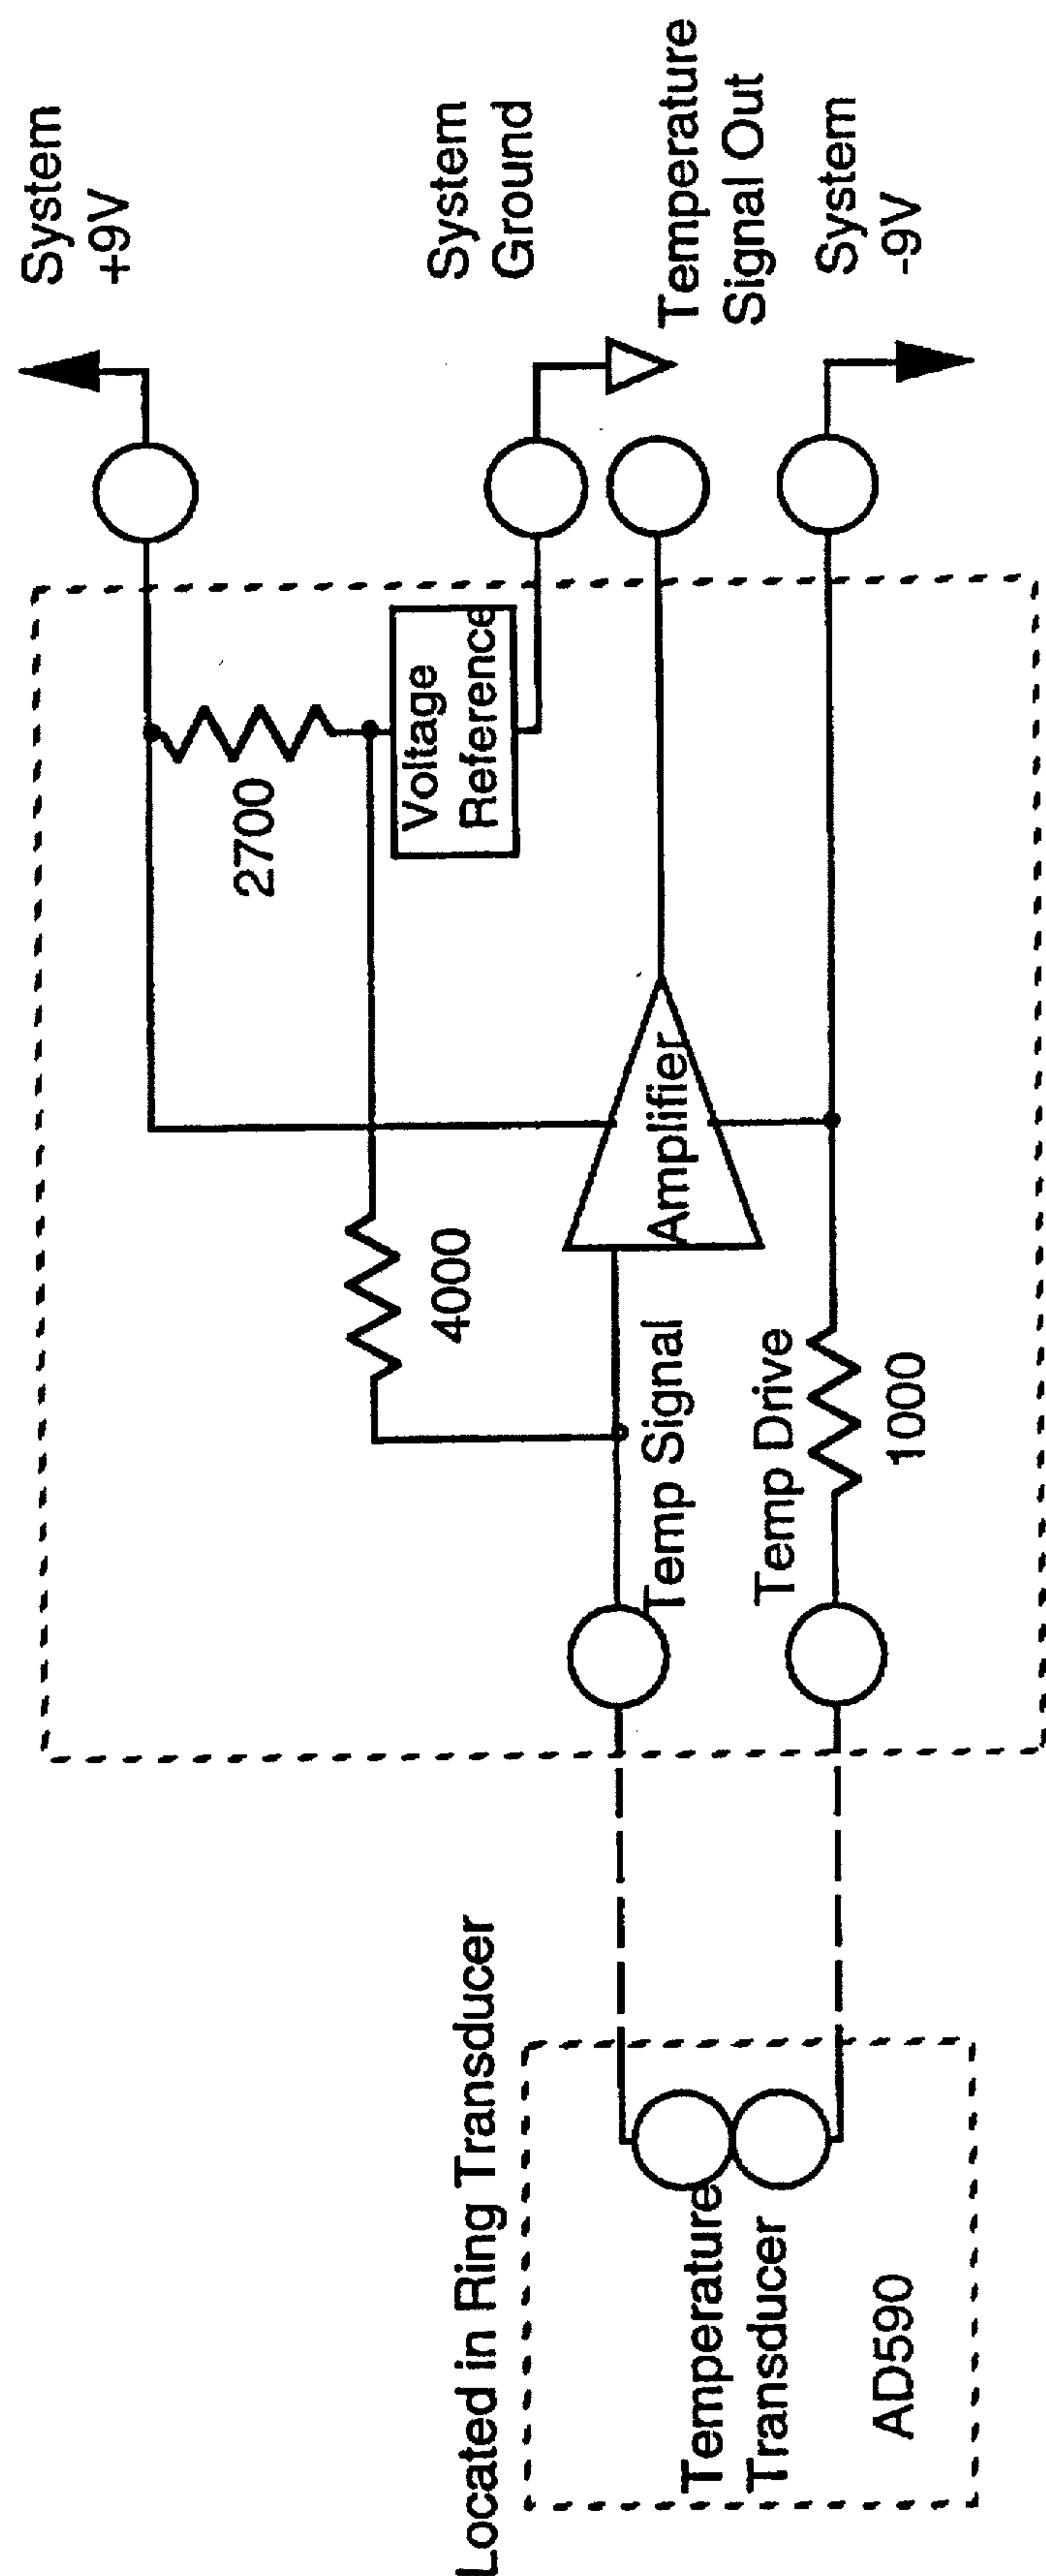 Located in Ring Transducer
Temperature
Transducer
AD590
Temp Signal
Temp Drive
1000
4000
Amplifier
2700
Voltage
Reference
System
+9V
System
Ground
Temperature
Signal Out
System
-9V